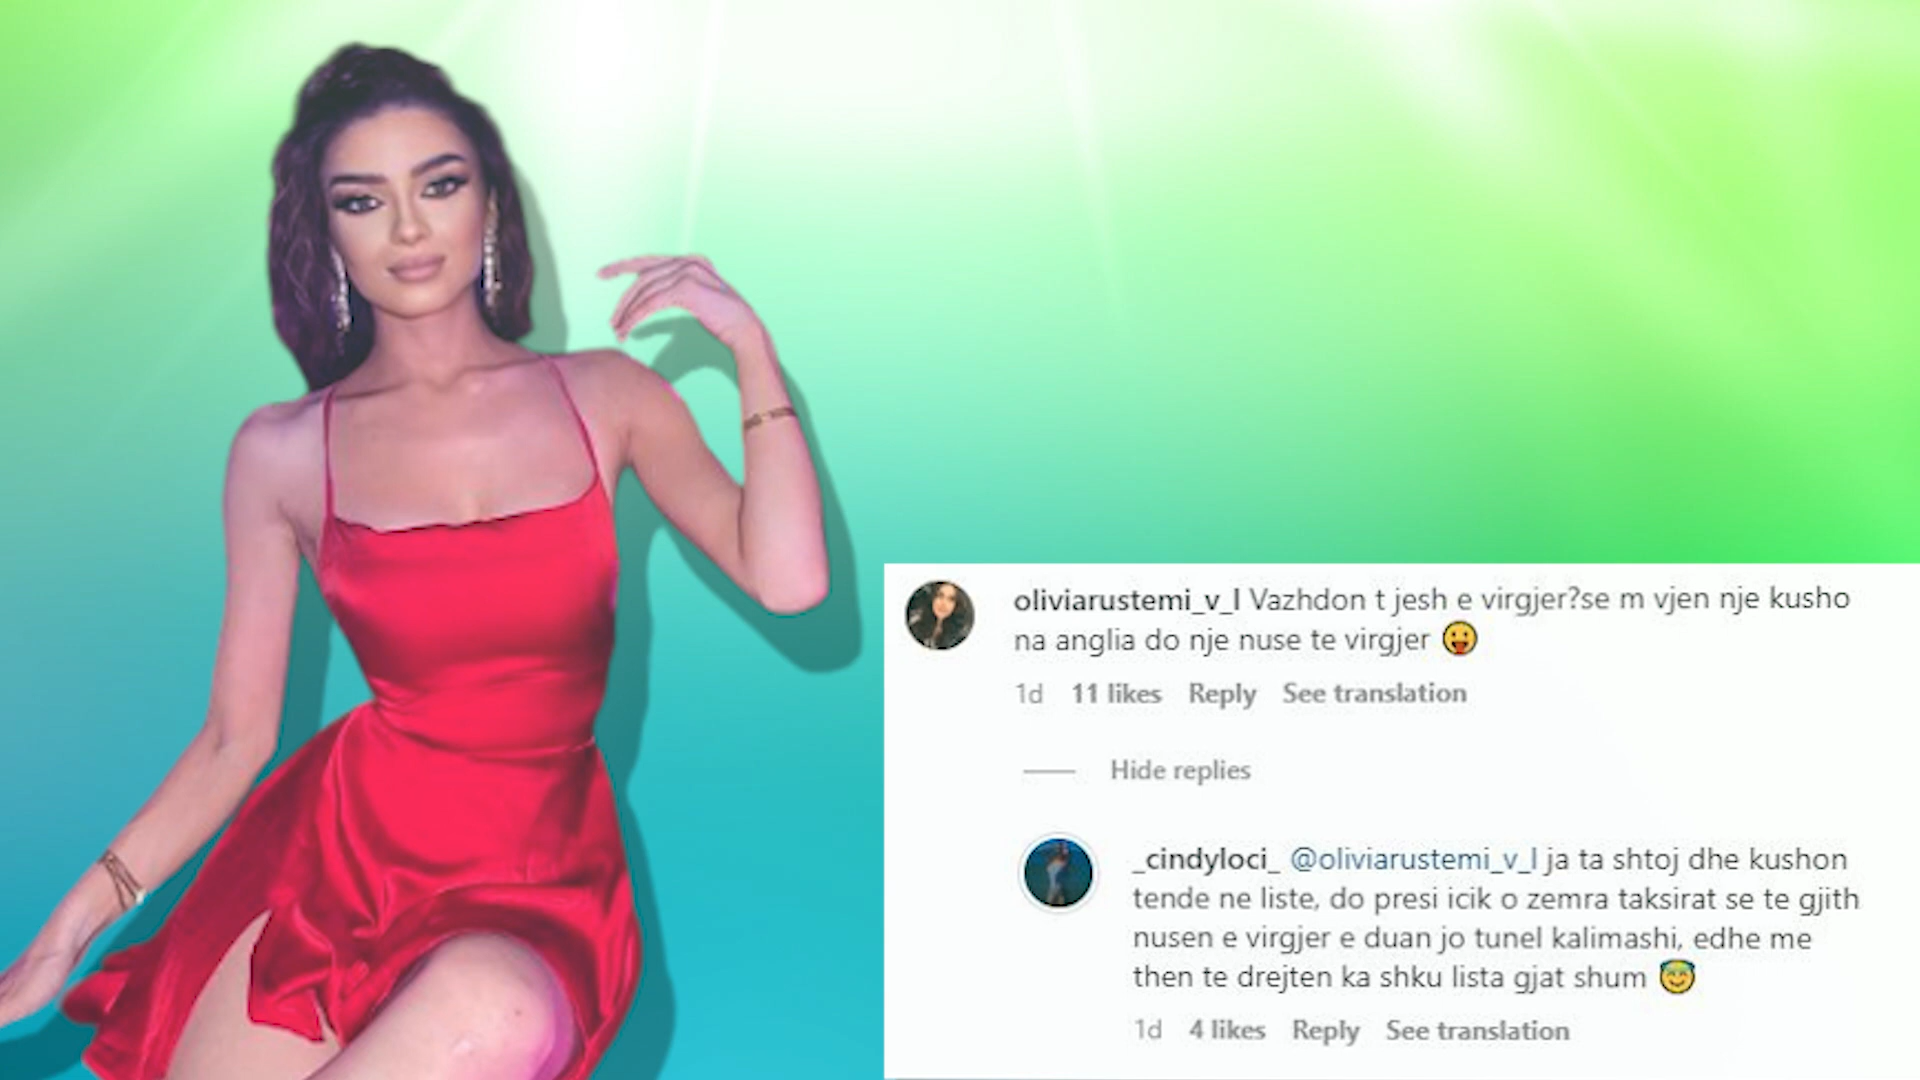 oliviarustemi_v_l Vazhdon t jesh e virgjer?se m vjen nje kusho
na anglia do nje nuse te virgjer 😛
1d 11 likes Reply See translation
Hide replies
_cindyloci_ @oliviarustemi_v_l ja ta shtoj dhe kushon
tende ne liste, do presi icik o zemra taksirat se te gjith
nusen e virgjer e duan jo tunel kalimashi, edhe me
then te drejten ka shku lista gjat shum 😇
1d 4 likes Reply See translation